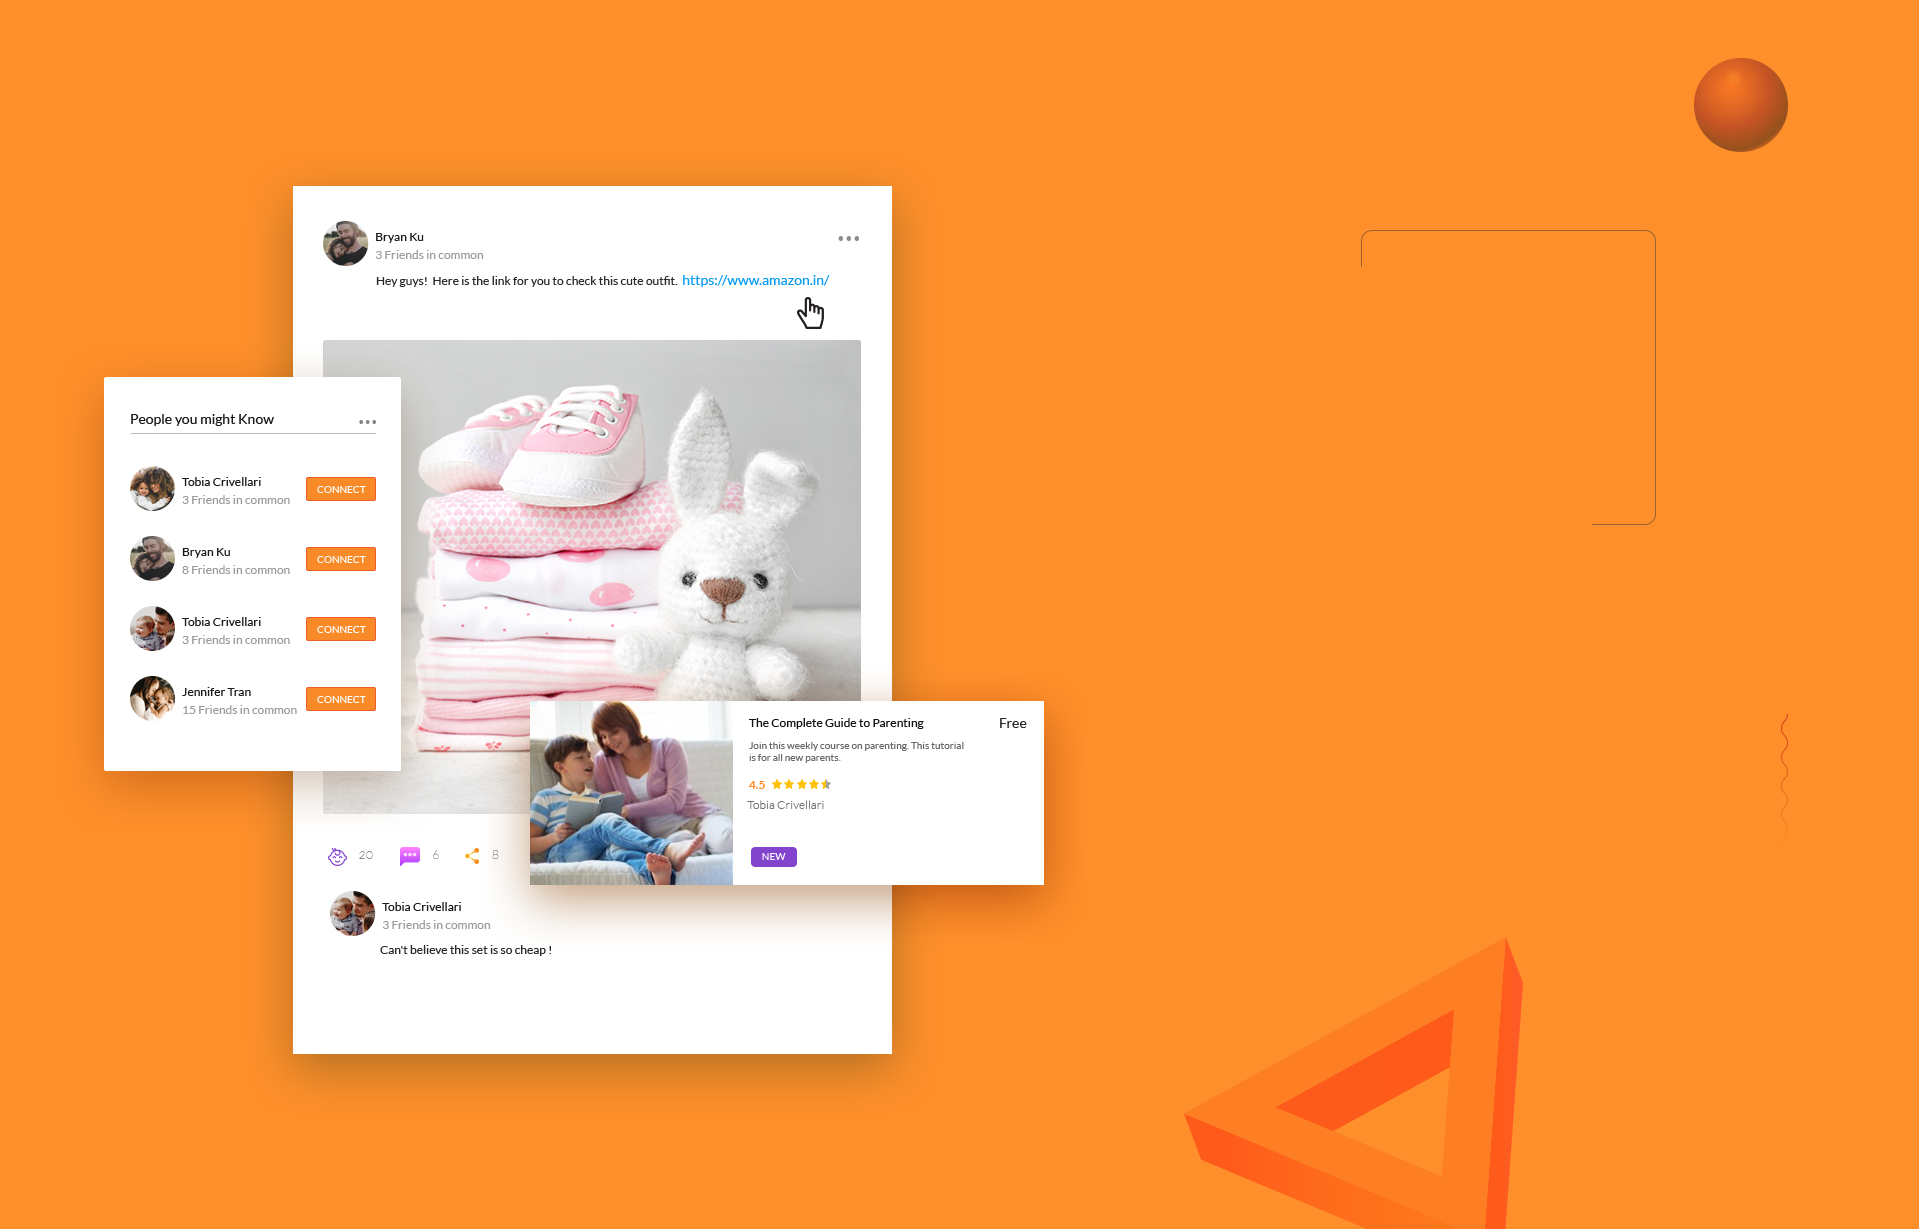 Bryan Ku
3 Friends in common
Hey guys!  Here is the link for you to check this cute outfit.  https://www.amazon.in/
People you might Know
Tobia Crivellari
3 Friends in common
CONNECT
Bryan Ku
8 Friends in common
CONNECT
Tobia Crivellari
3 Friends in common
CONNECT
Jennifer Tran
15 Friends in common
CONNECT
The Complete Guide to Parenting
Free
Join this weekly course on parenting. This tutorial
is for all new parents.
4.5
Tobia Crivellari
NEW
20
6
8
Tobia Crivellari
3 Friends in common
Can't believe this set is so cheap !